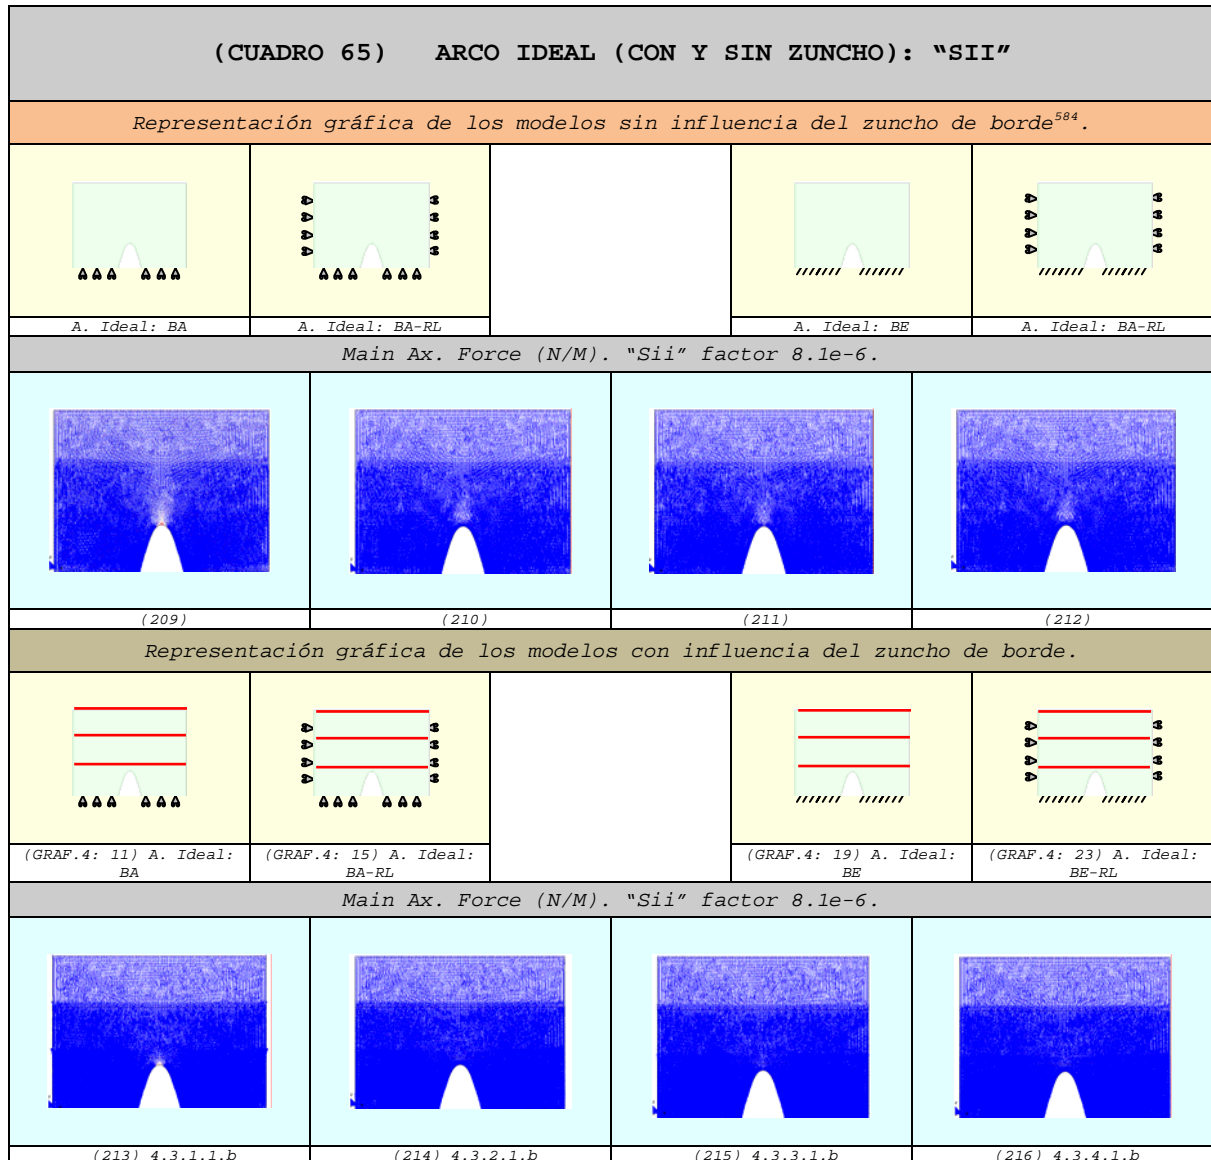 (CUADRO 65) ARCO IDEAL (CON Y SIN ZUNCHO): “SII”
Representación gráfica de los modelos sin influencia del zuncho de borde584.
A. Ideal: BA
A. Ideal: BA-RL
A. Ideal: BE
A. Ideal: BA-RL
Main Ax. Force (N/M). “Sii” factor 8.1e-6.
(209)
(210)
(211)
(212)
Representación gráfica de los modelos con influencia del zuncho de borde.
(GRAF.4: 11) A. Ideal:
BA
(GRAF.4: 15) A. Ideal:
BA-RL
(GRAF.4: 19) A. Ideal:
BE
(GRAF.4: 23) A. Ideal:
BE-RL
Main Ax. Force (N/M). “Sii” factor 8.1e-6.
(213) 4.3.1.1.b
(214) 4.3.2.1.b
(215) 4.3.3.1.b
(216) 4.3.4.1.b